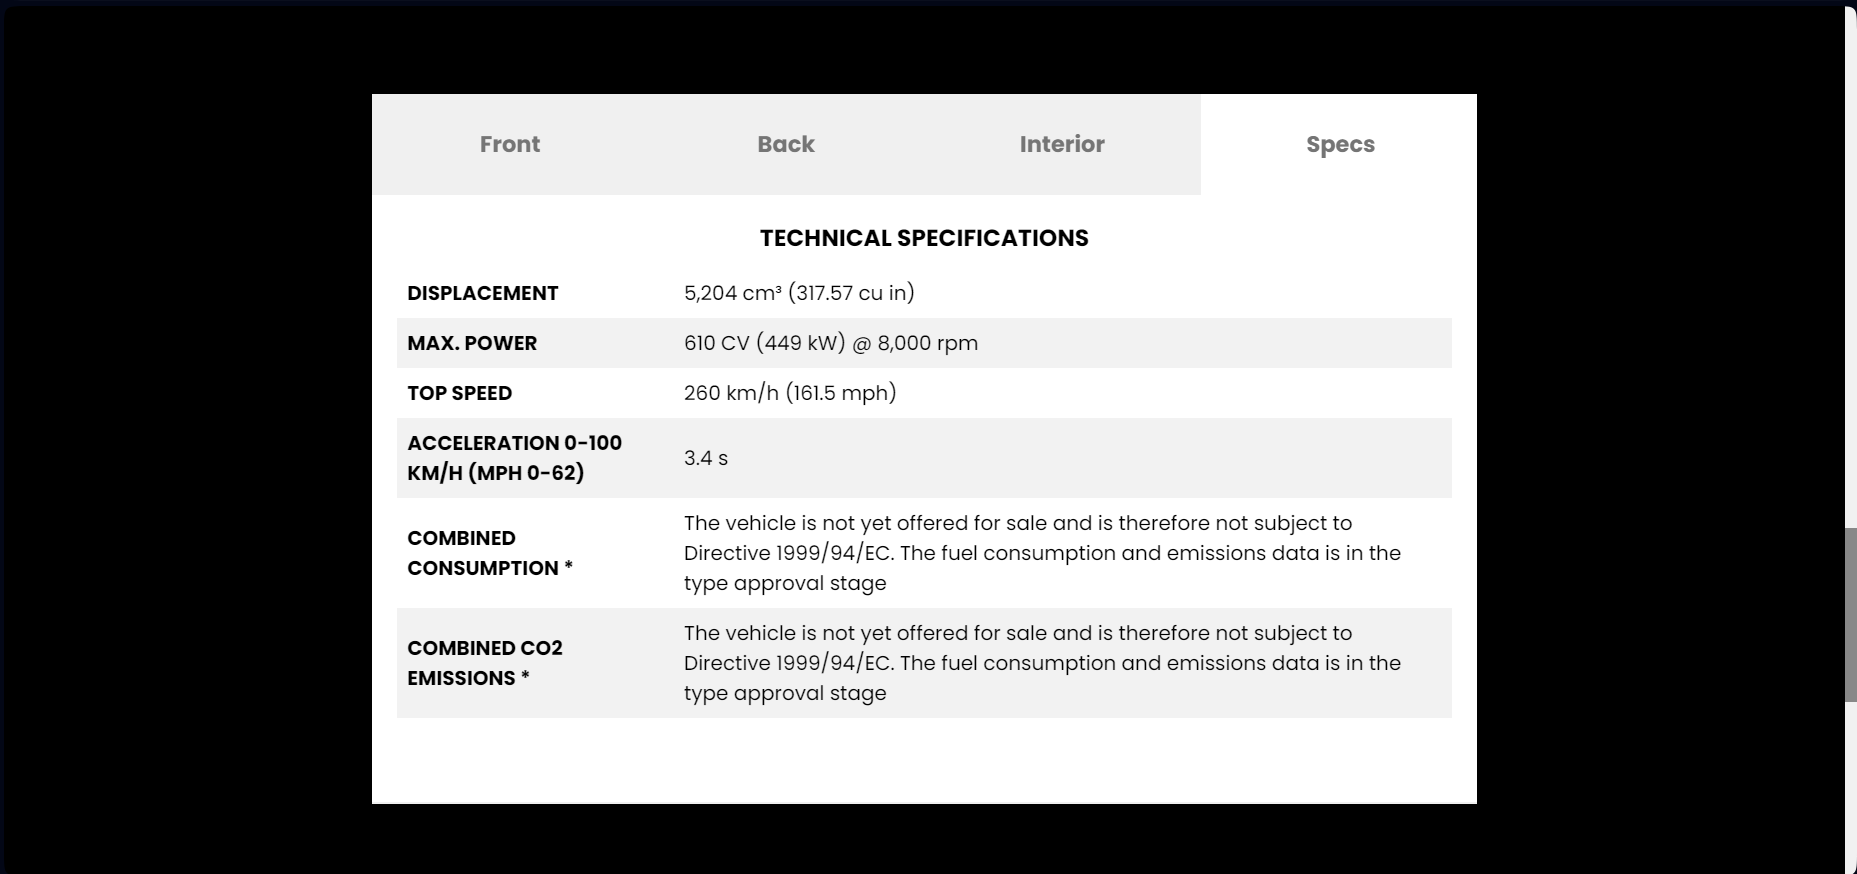 Front Back Interior Specs
TECHNICAL SPECIFICATIONS
DISPLACEMENT 5,204 cm³ (317.57 cu in)
MAX. POWER 610 CV (449 kW) @ 8,000 rpm
TOP SPEED 260 km/h (161.5 mph)
ACCELERATION 0-100
KM/H (MPH 0-62)
3.4 s
COMBINED
CONSUMPTION *
The vehicle is not yet offered for sale and is therefore not subject to
Directive 1999/94/EC. The fuel consumption and emissions data is in the
type approval stage
COMBINED CO2
EMISSIONS *
The vehicle is not yet offered for sale and is therefore not subject to
Directive 1999/94/EC. The fuel consumption and emissions data is in the
type approval stage